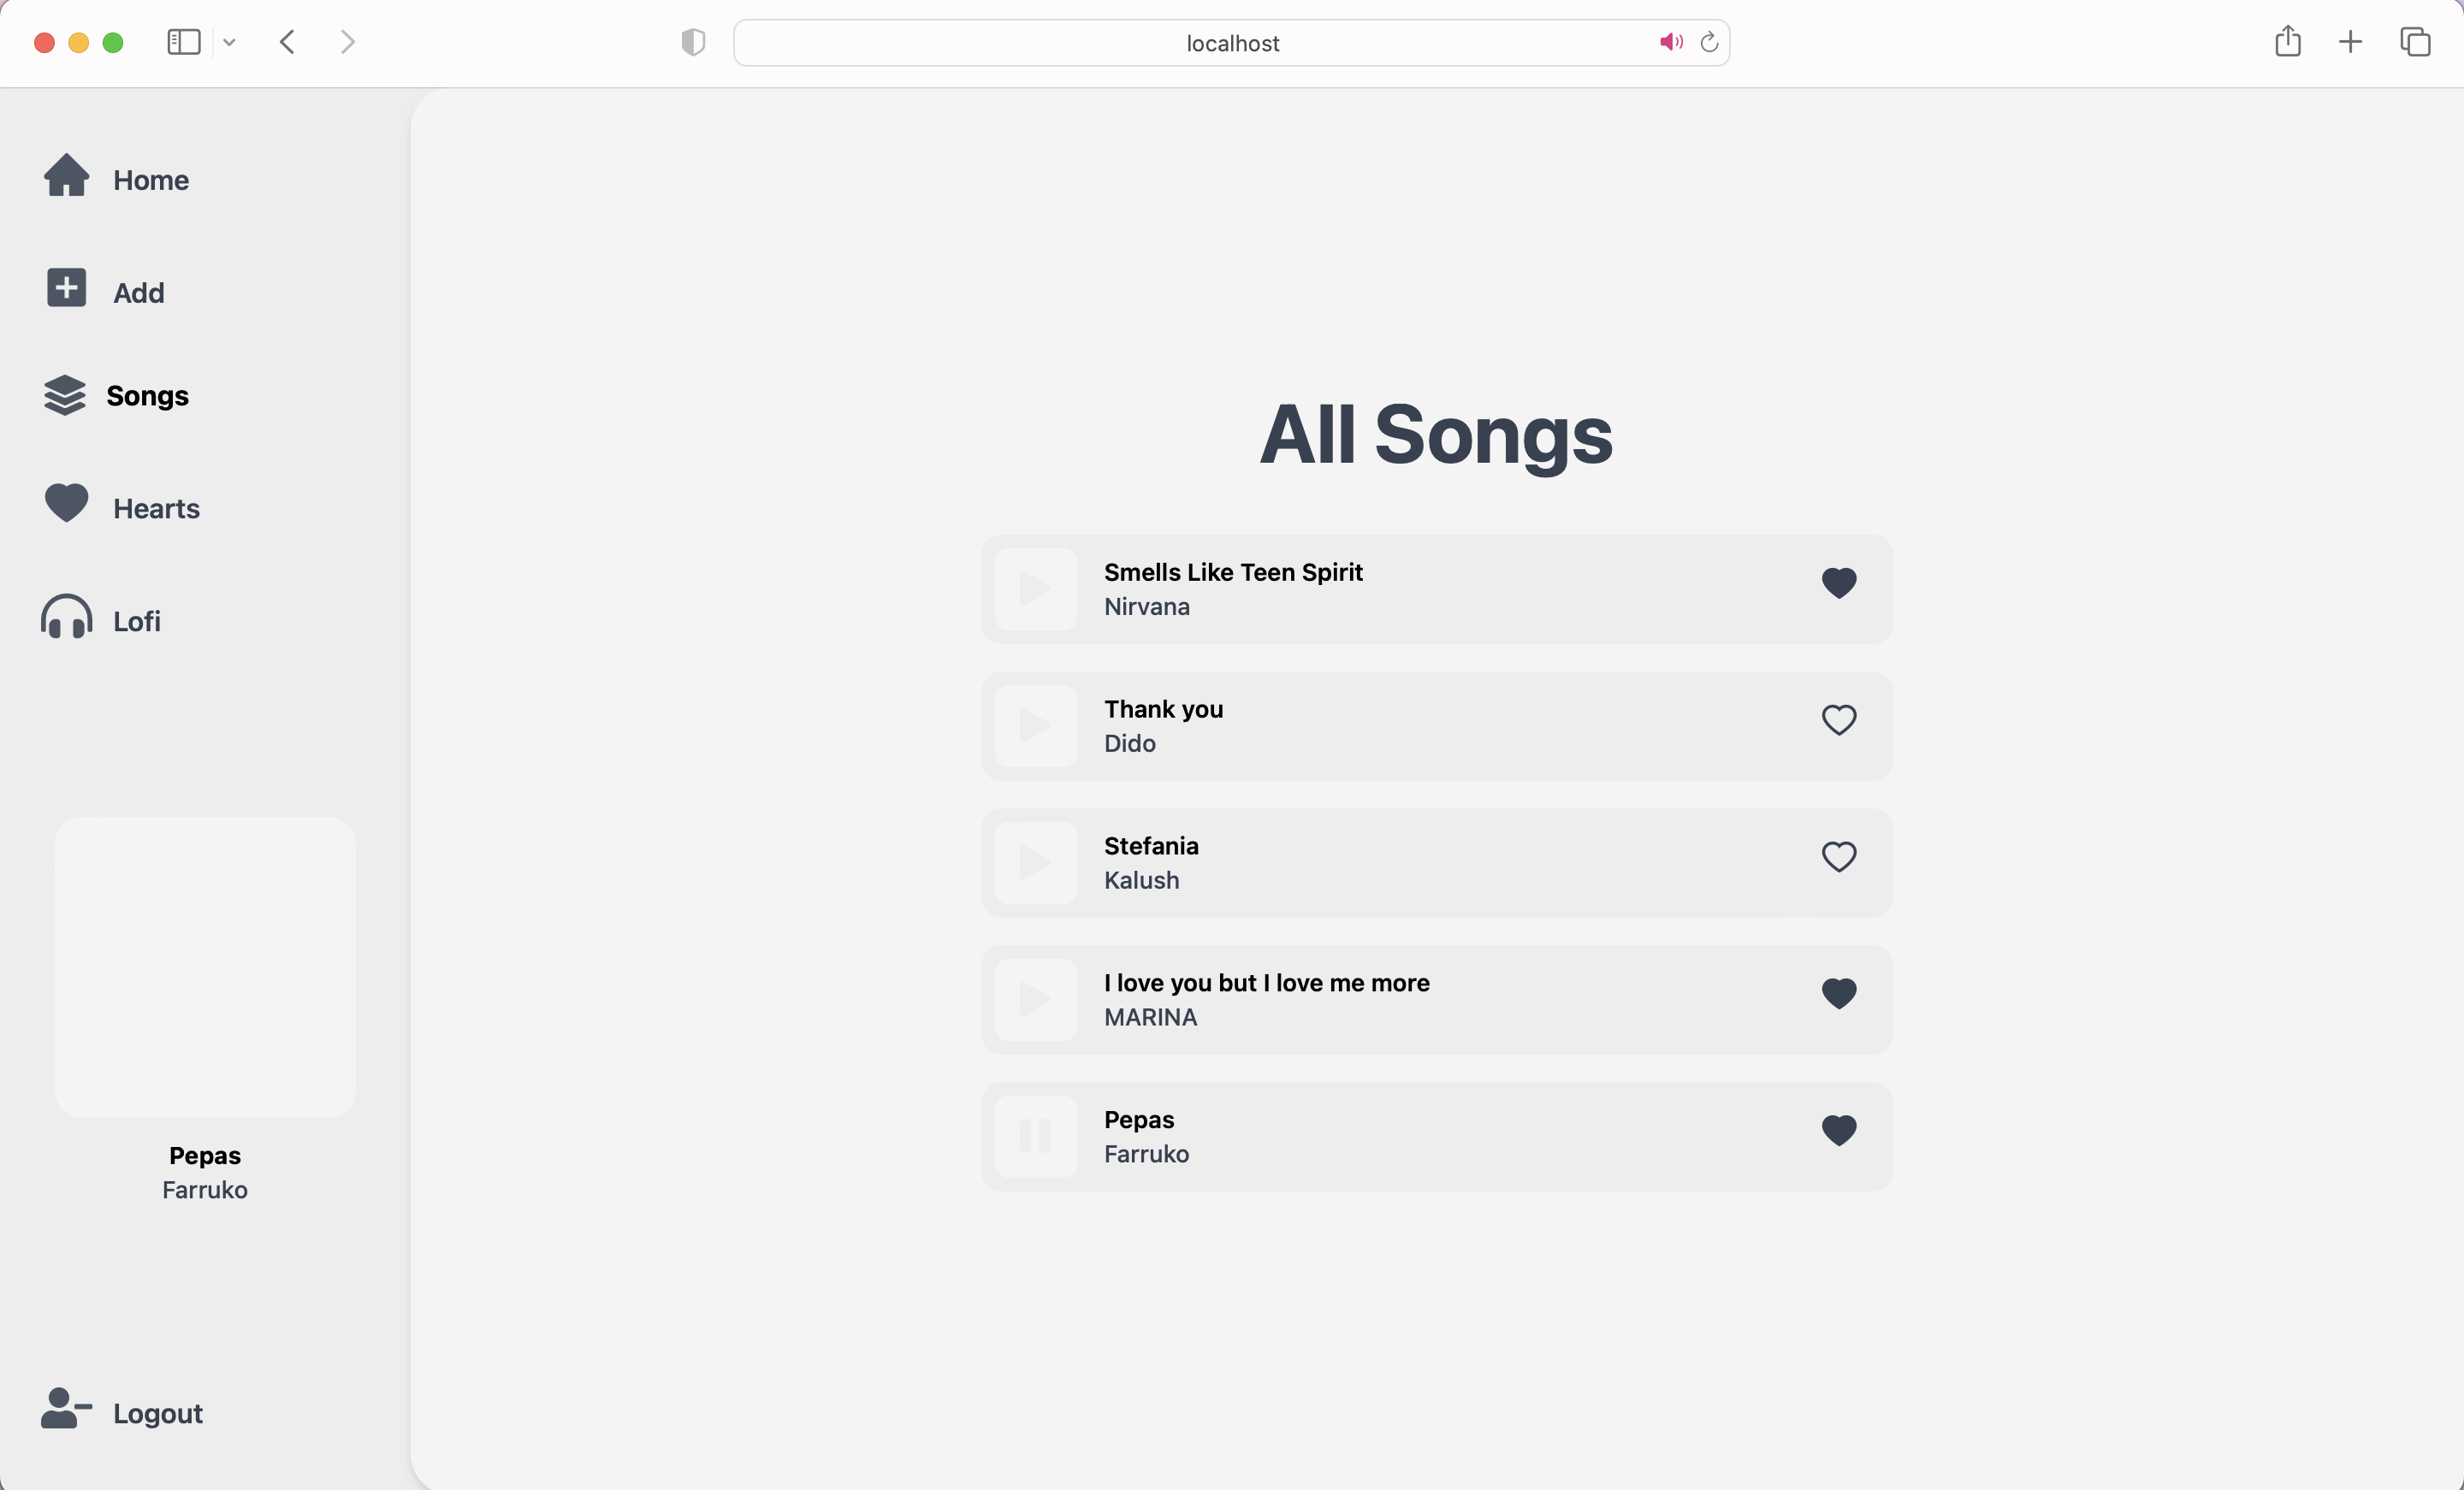 localhost
Home
Add
Songs
Hearts
Lofi
Pepas
Farruko
Logout
All Songs
Smells Like Teen Spirit
Nirvana
Thank you
Dido
Stefania
Kalush
I love you but I love me more
MARINA
Pepas
Farruko